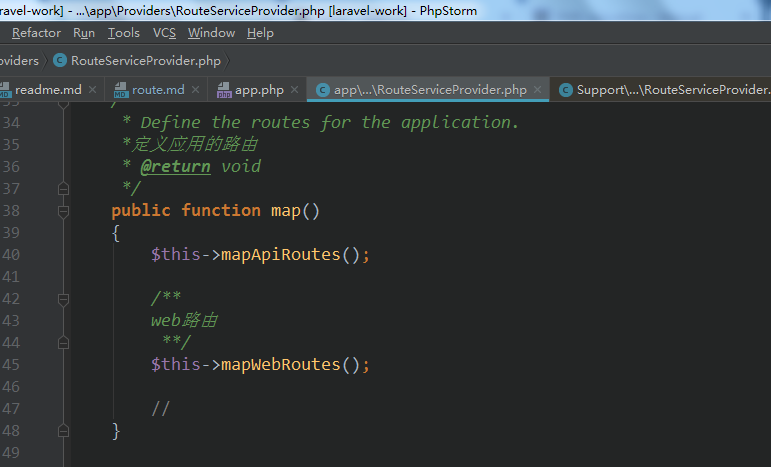 ravel-work] - ...\app\Providers\RouteServiceProvider.php [laravel-work] - PhpStorm
Refactor Run Tools VCS Window Help
oviders RouteServiceProvider.php
readme.md route.md app.php app\...\RouteServiceProvider.php Support\...\RouteServiceProvider.
34 * Define the routes for the application.
35 *定义应用的路由
36 * @return void
37 */
38 public function map()
39 {
40 $this->mapApiRoutes();
41
42 /**
43 web路由
44 **/
45 $this->mapWebRoutes();
46
47 //
48 }
49